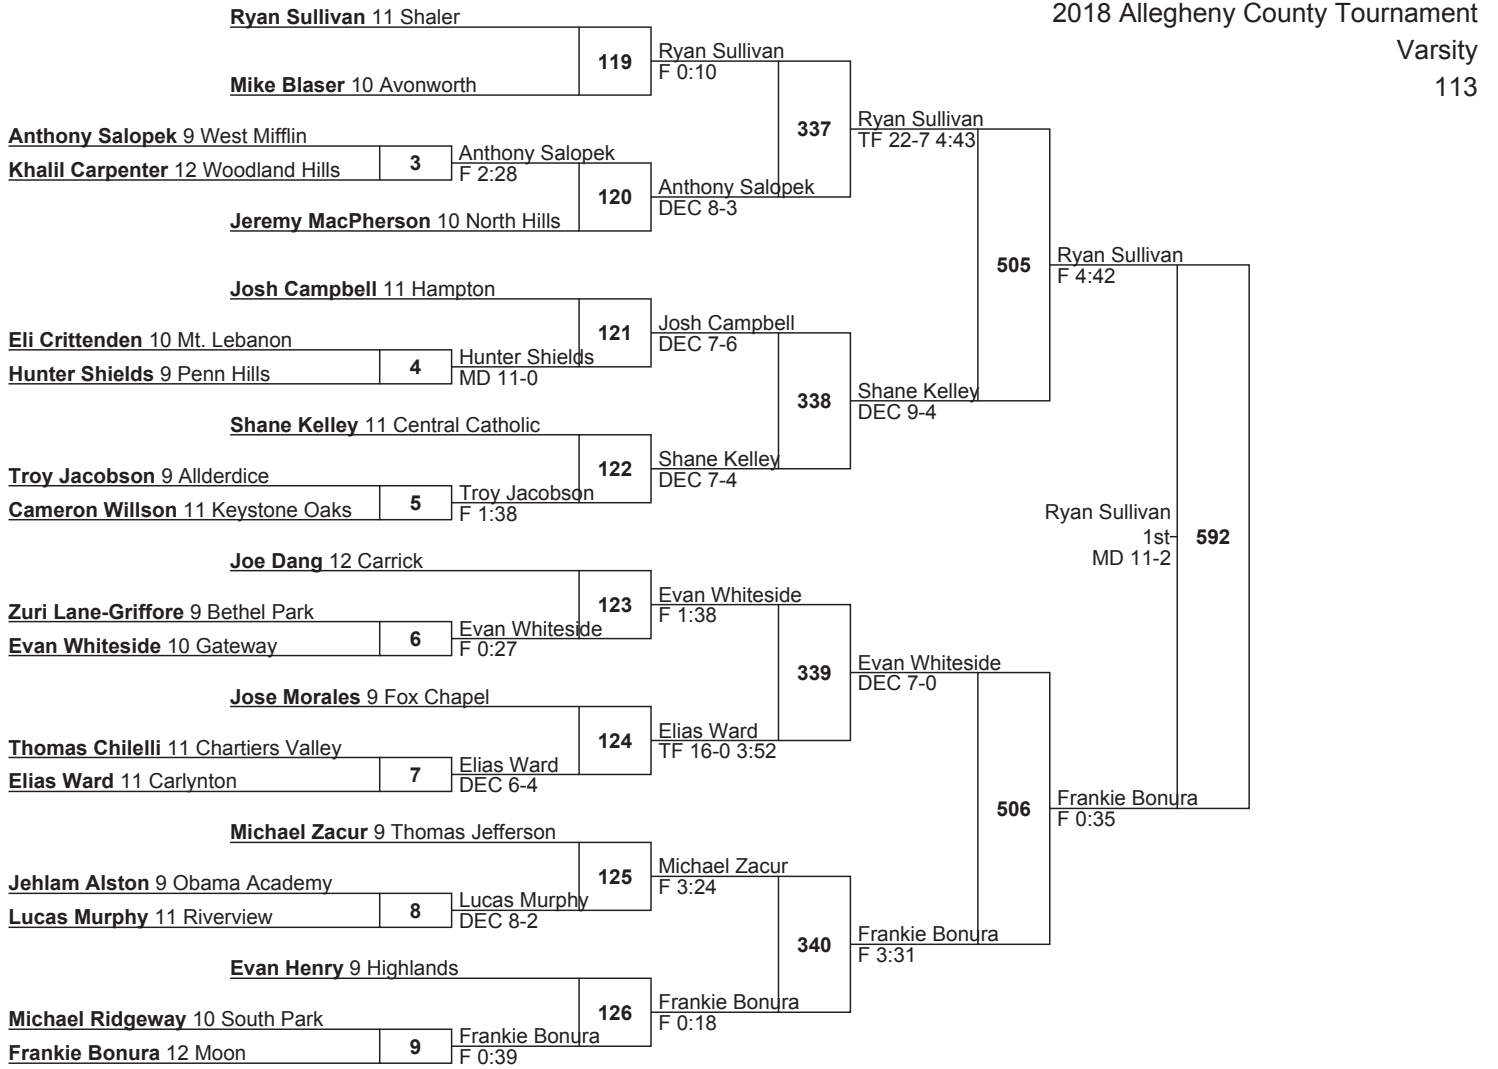 2018 Allegheny County Tournament
Varsity
113
Ryan Sullivan 11 Shaler
119
Ryan Sullivan
F 0:10
Mike Blaser 10 Avonworth
337
Ryan Sullivan
TF 22-7 4:43
Anthony Salopek 9 West Mifflin
3
Anthony Salopek
F 2:28
Khalil Carpenter 12 Woodland Hills
120
Anthony Salopek
DEC 8-3
Jeremy MacPherson 10 North Hills
505
Ryan Sullivan
F 4:42
Josh Campbell 11 Hampton
121
Josh Campbell
DEC 7-6
Eli Crittenden 10 Mt. Lebanon
4
Hunter Shields
MD 11-0
Hunter Shields 9 Penn Hills
338
Shane Kelley
DEC 9-4
Shane Kelley 11 Central Catholic
122
Shane Kelley
DEC 7-4
Troy Jacobson 9 Allderdice
5
Troy Jacobson
F 1:38
Cameron Willson 11 Keystone Oaks
Ryan Sullivan
1st
MD 11-2
592
Joe Dang 12 Carrick
123
Evan Whiteside
F 1:38
Zuri Lane-Griffore 9 Bethel Park
6
Evan Whiteside
F 0:27
Evan Whiteside 10 Gateway
339
Evan Whiteside
DEC 7-0
Jose Morales 9 Fox Chapel
124
Elias Ward
TF 16-0 3:52
Thomas Chilelli 11 Chartiers Valley
7
Elias Ward
DEC 6-4
Elias Ward 11 Carlynton
506
Frankie Bonura
F 0:35
Michael Zacur 9 Thomas Jefferson
125
Michael Zacur
F 3:24
Jehlam Alston 9 Obama Academy
8
Lucas Murphy
DEC 8-2
Lucas Murphy 11 Riverview
340
Frankie Bonura
F 3:31
Evan Henry 9 Highlands
126
Frankie Bonura
F 0:18
Michael Ridgeway 10 South Park
9
Frankie Bonura
F 0:39
Frankie Bonura 12 Moon